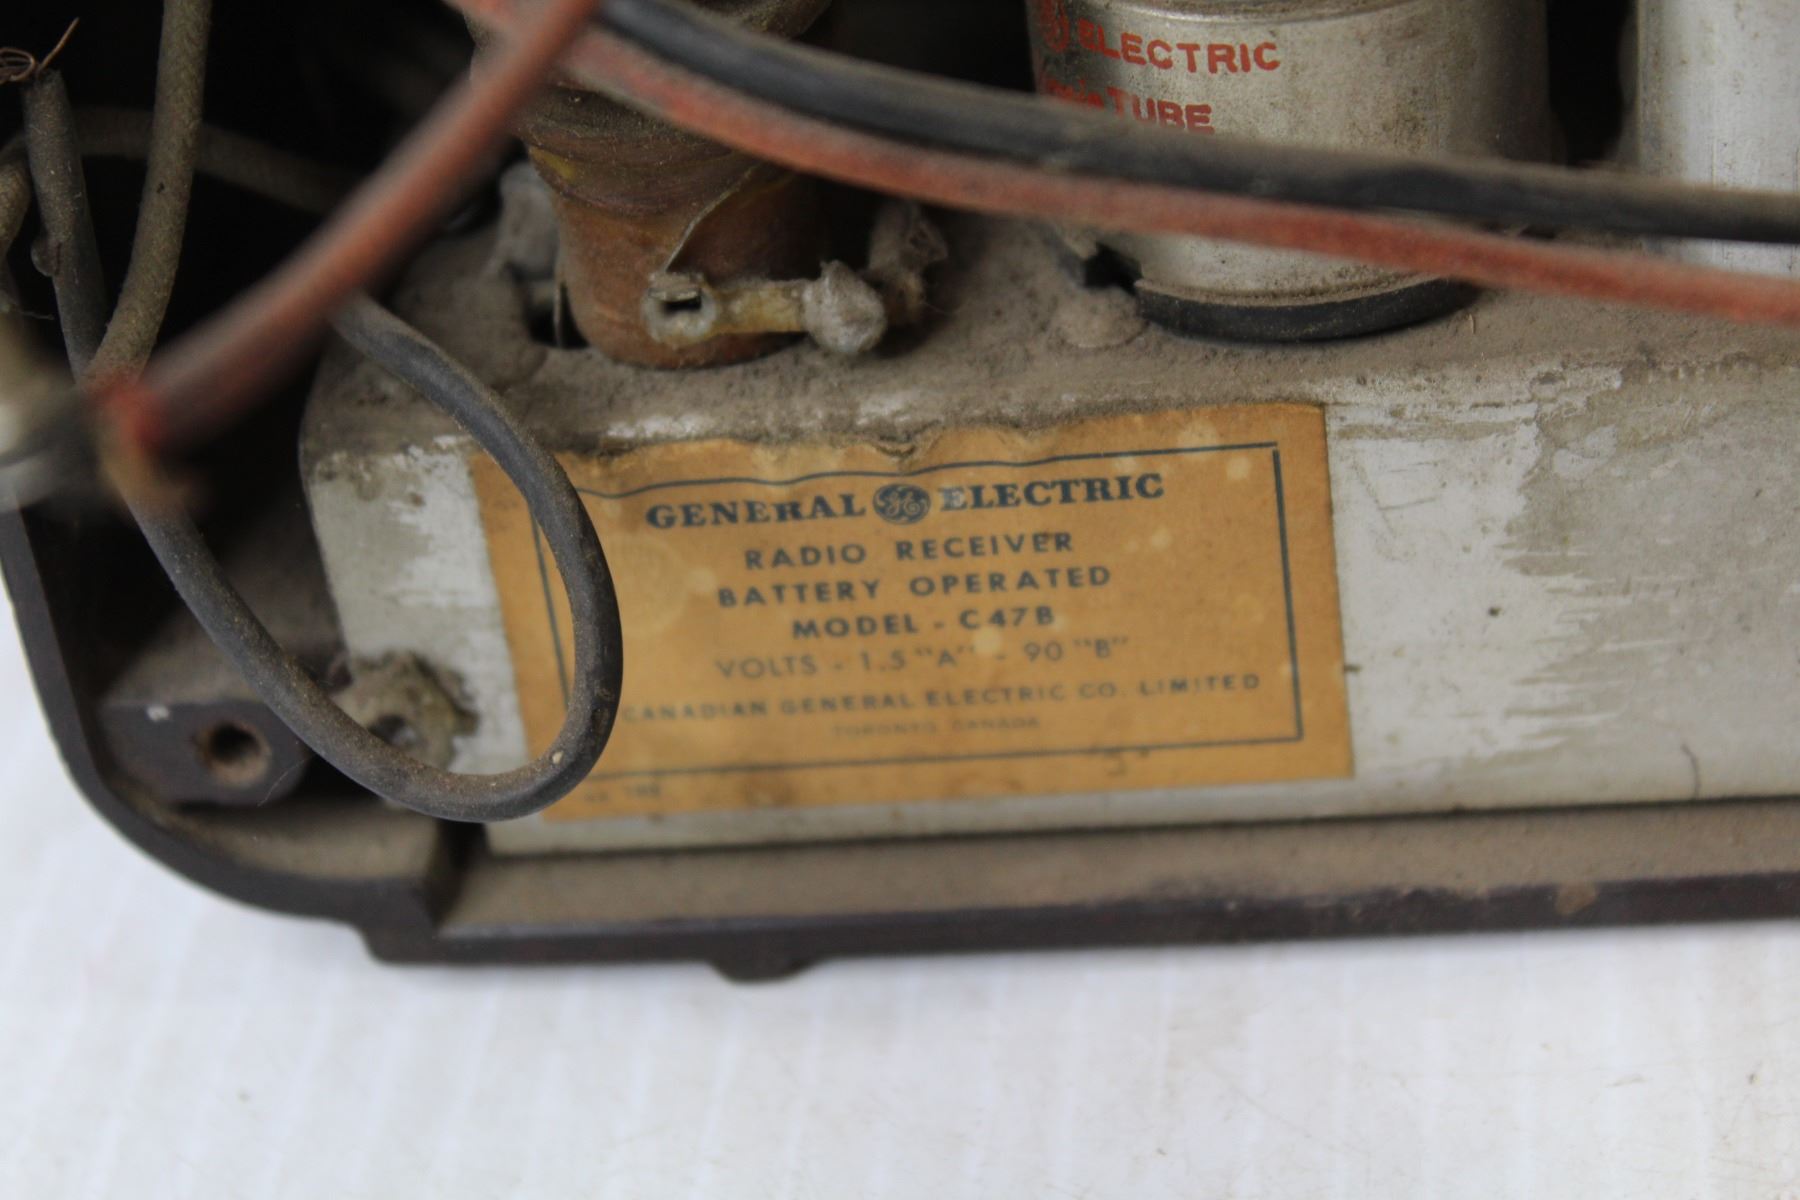 ELECTRIC
TUBE
GENERAL GE ELECTRIC
RADIO RECEIVER
BATTERY OPERATED
MODEL - C47B
VOLTS - 1.5 "A" - 90 "B"
CANADIAN GENERAL ELECTRIC CO. LIMITED
TORONTO, CANADA